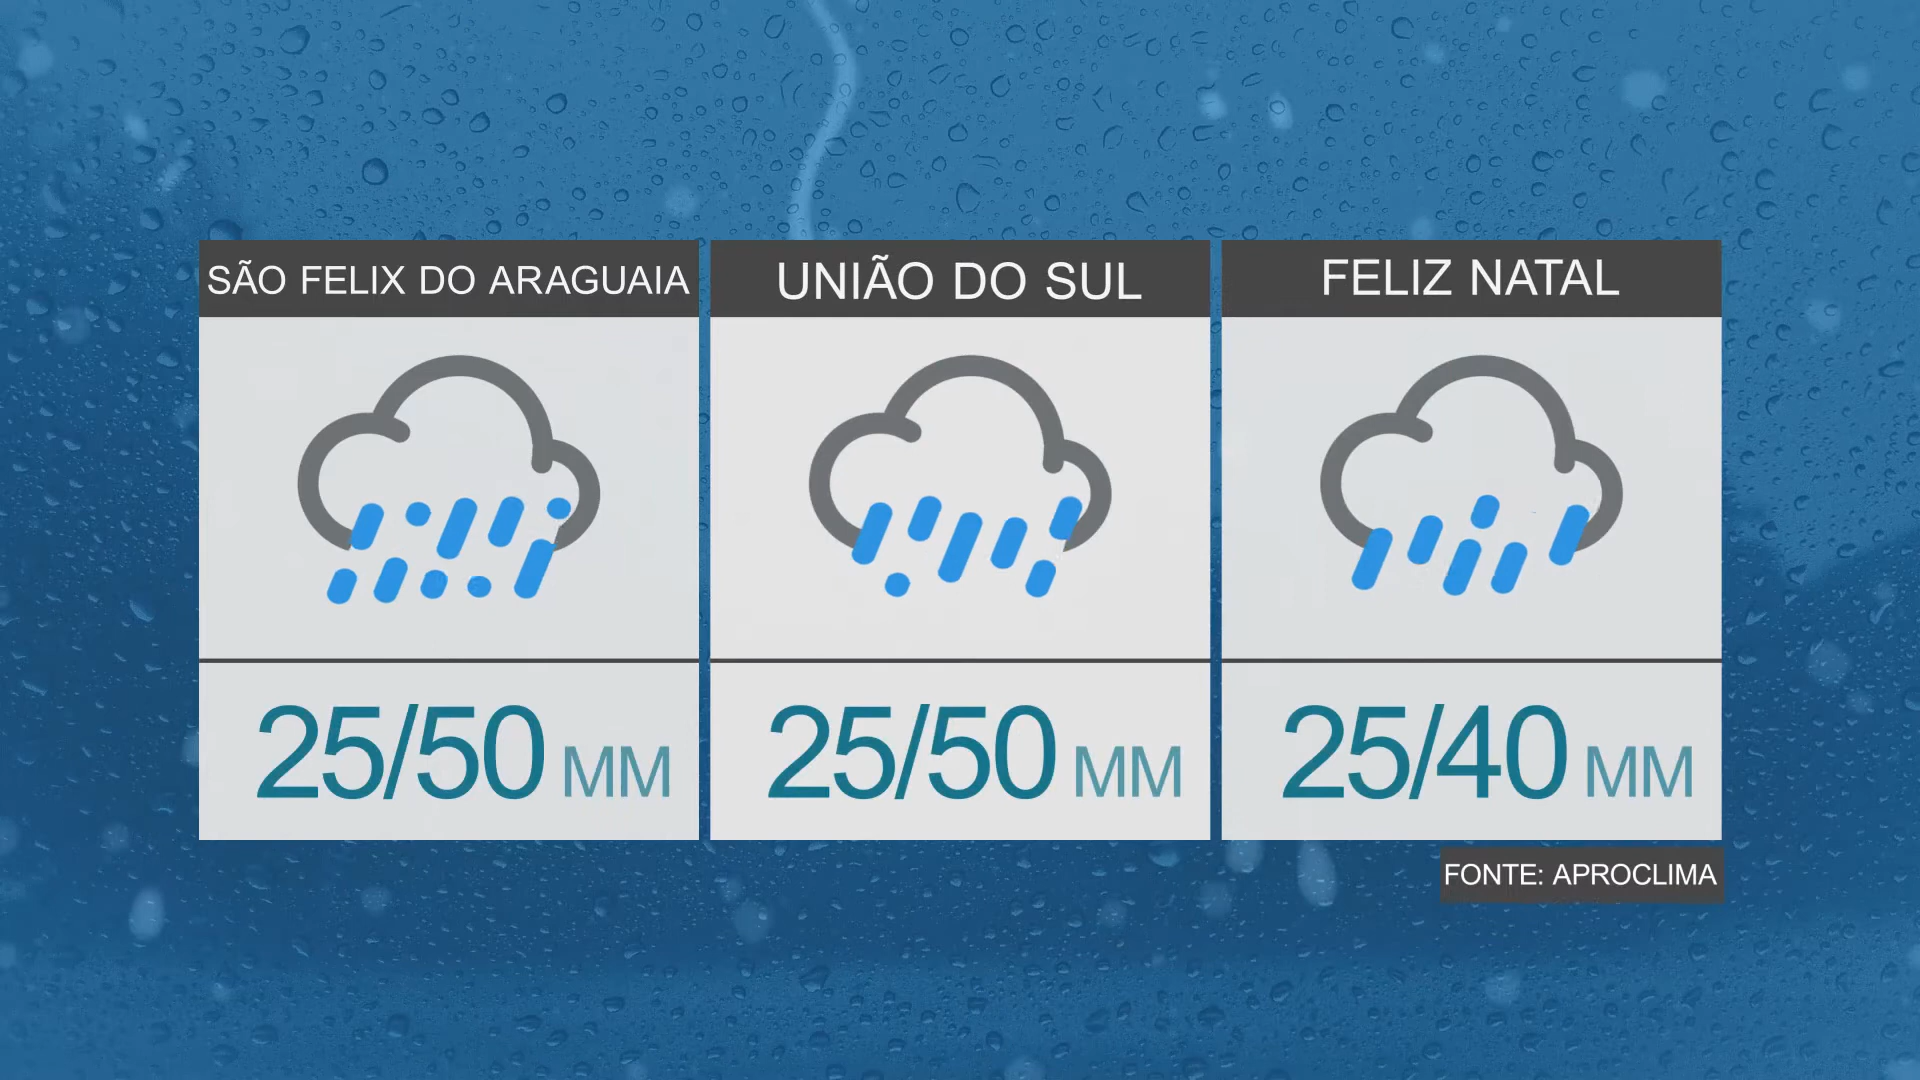 SÃO FELIX DO ARAGUAIA
UNIÃO DO SUL
FELIZ NATAL
25/50 MM
25/50 MM
25/40 MM
FONTE: APROCLIMA